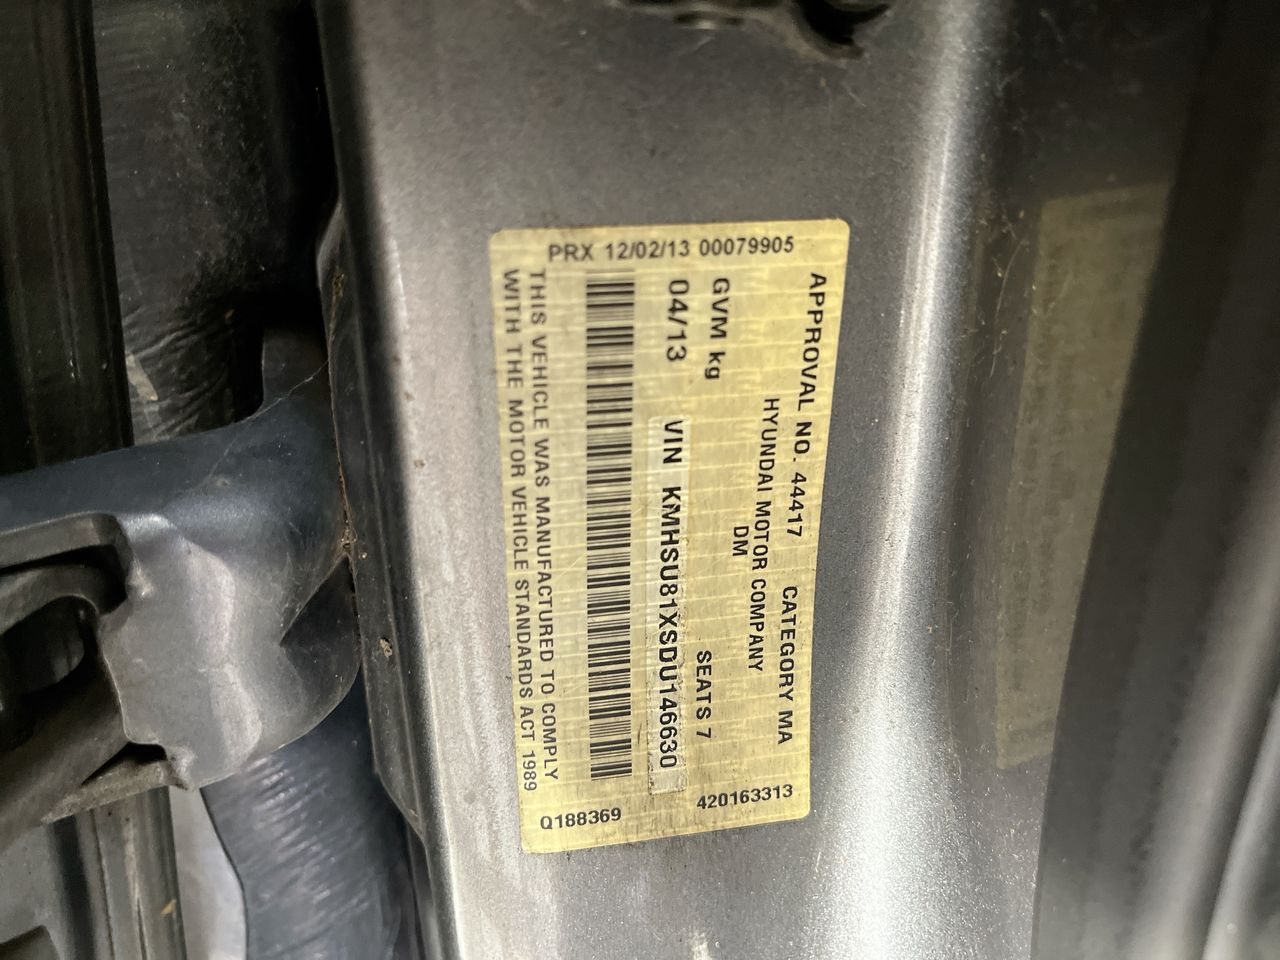 PRX 12/02/13 00079905
APPROVAL NO. 44417 CATEGORY MA
HYUNDAI MOTOR COMPANY
DM
GVM kg SEATS 7
04/13 VIN KMHSU81XSDU146630
THIS VEHICLE WAS MANUFACTURED TO COMPLY
WITH THE MOTOR VEHICLE STANDARDS ACT 1989
Q188369
420163313